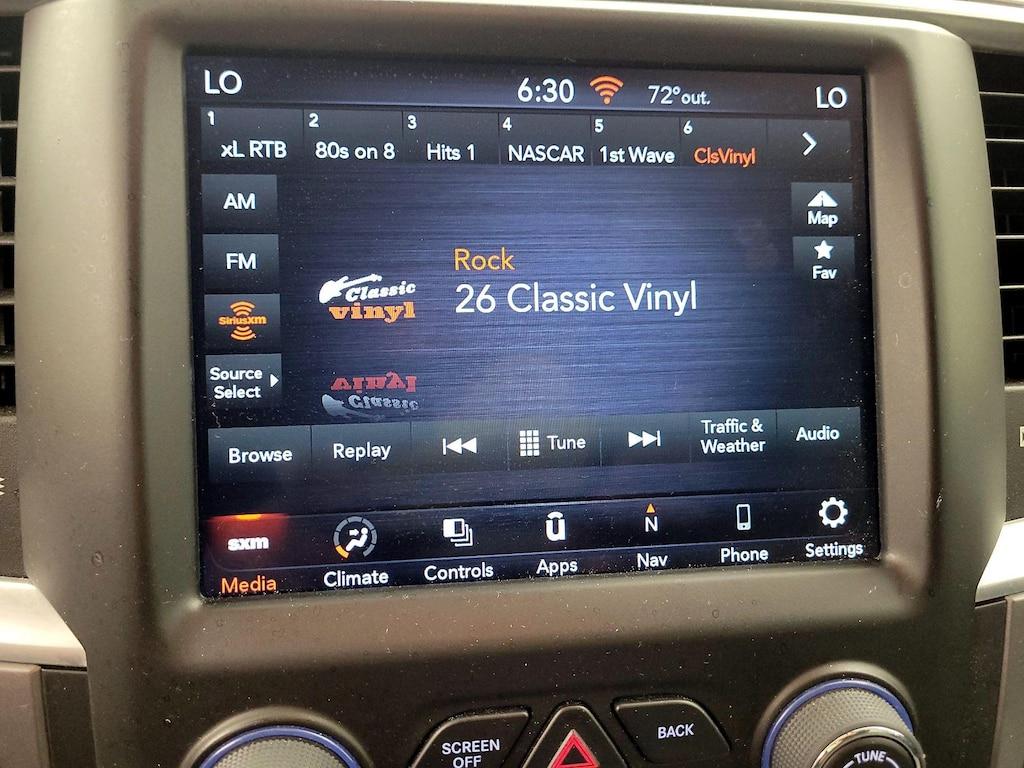 LO 6:30 72° out. LO
1 2 3 4 5 6
xL RTB 80s on 8 Hits 1 NASCAR 1st Wave ClsVinyl
AM
Map
FM
Fav
Rock
Classic
vinyl
26 Classic Vinyl
SiriusXM
Source
Select
vinyl
Classic
Browse Replay Tune Traffic &
Weather
Audio
sxm
N
Media Climate Controls Apps Nav Phone Settings
SCREEN
OFF
BACK
TUNE